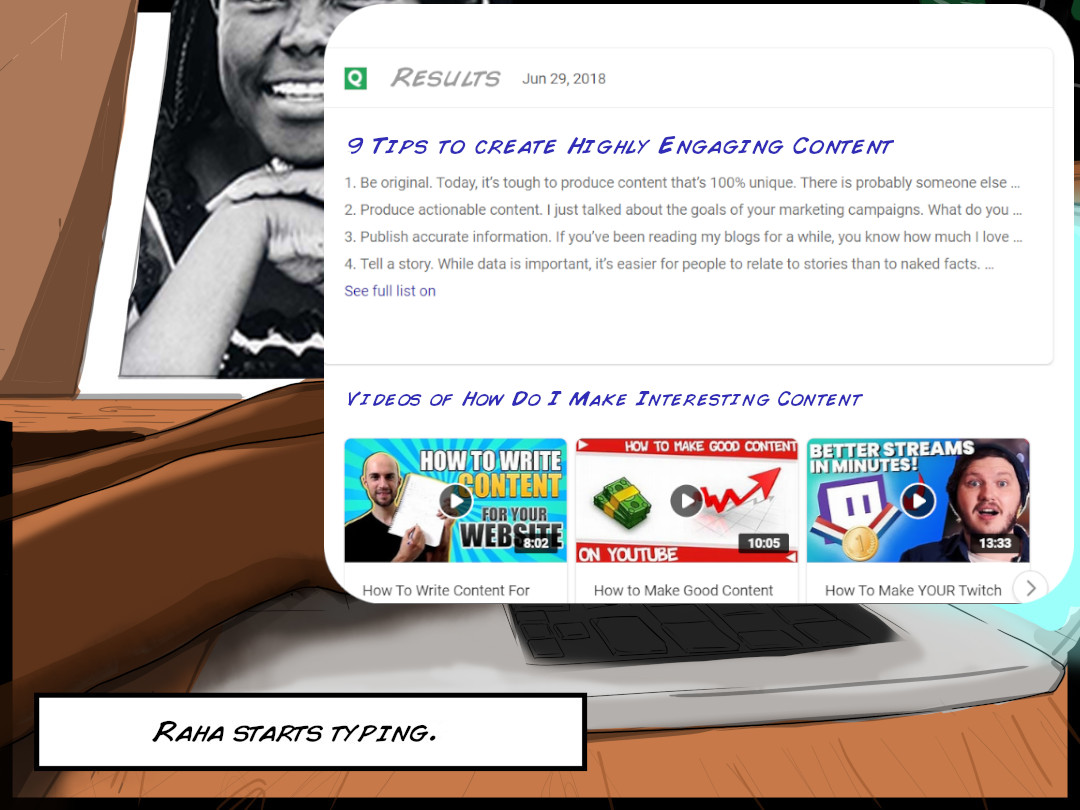 Q RESULTS Jun 29, 2018
9 TIPS TO CREATE HIGHLY ENGAGING CONTENT
1. Be original. Today, it's tough to produce content that's 100% unique. There is probably someone else ...
2. Produce actionable content. I just talked about the goals of your marketing campaigns. What do you ...
3. Publish accurate information. If you've been reading my blogs for a while, you know how much I love ...
4. Tell a story. While data is important, it's easier for people to relate to stories than to naked facts. ...
See full list on
VIDEOS OF HOW DO I MAKE INTERESTING CONTENT
HOW TO WRITE
CONTENT
FOR YOUR
WEBSITE
8:02
How To Write Content For
HOW TO MAKE GOOD CONTENT
ON YOUTUBE
10:05
How to Make Good Content
BETTER STREAMS
IN MINUTES!
1
13:33
How To Make YOUR Twitch
RAHA STARTS TYPING.